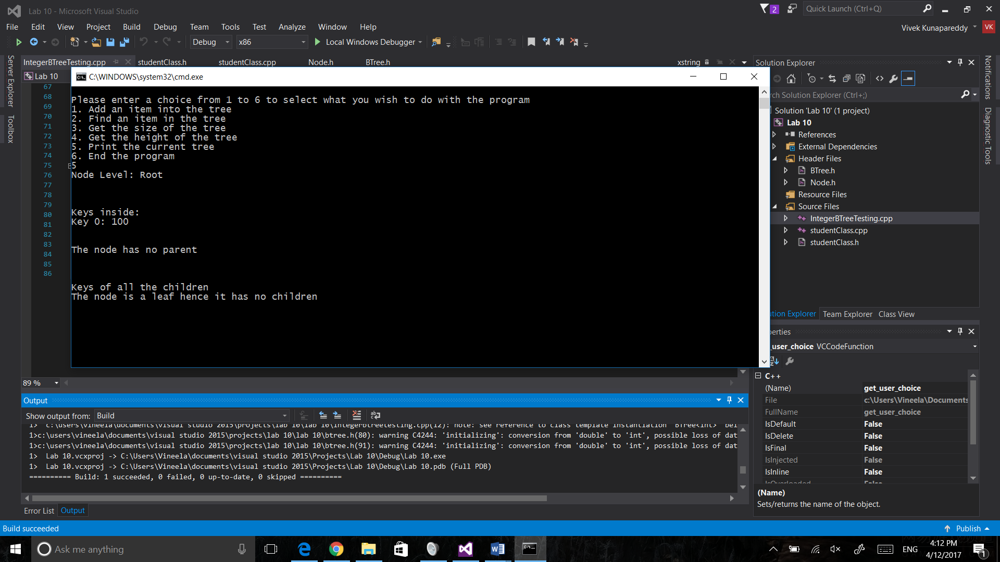 Lab 10 - Microsoft Visual Studio
2
Quick Launch (Ctrl+Q)
File Edit View Project Build Debug Team Tools Test Analyze Window Help
Vivek Kunapareddy
VK
Debug x86 Local Windows Debugger
Server Explorer
Toolbox
IntegerBTreeTesting.cpp studentClass.h studentClass.cpp Node.h BTree.h xstring
Lab 10
67
68
69
70
71
72
73
74
75
76
77
78
79
80
81
82
83
84
85
86
C:\WINDOWS\system32\cmd.exe
Please enter a choice from 1 to 6 to select what you wish to do with the program
1. Add an item into the tree
2. Find an item in the tree
3. Get the size of the tree
4. Get the height of the tree
5. Print the current tree
6. End the program
5
Node Level: Root
Keys inside:
Key 0: 100
The node has no parent
Keys of all the children
The node is a leaf hence it has no children
Solution Explorer
rch Solution Explorer (Ctrl+;)
Solution 'Lab 10' (1 project)
Lab 10
References
External Dependencies
Header Files
BTree.h
Node.h
Resource Files
Source Files
IntegerBTreeTesting.cpp
studentClass.cpp
studentClass.h
ution Explorer Team Explorer Class View
Notifications
Diagnostic Tools
perties
_user_choice VCCodeFunction
C++
(Name) get_user_choice
File c:\Users\Vineela\Documents
FullName get_user_choice
IsDefault False
IsDelete False
IsFinal False
IsInjected False
IsInline False
IsOverloaded False
(Name)
Sets/returns the name of the object.
89 %
Output
Show output from: Build
1> c:\users\vineela\documents\visual studio 2015\projects\lab 10\lab 10\integerbtreetesting.cpp(12): note: see reference to class template instantiation 'BTree<int>' bei
1>c:\users\vineela\documents\visual studio 2015\projects\lab 10\lab 10\btree.h(80): warning C4244: 'initializing': conversion from 'double' to 'int', possible loss of dat
1>c:\users\vineela\documents\visual studio 2015\projects\lab 10\lab 10\btree.h(91): warning C4244: 'initializing': conversion from 'double' to 'int', possible loss of dat
1> Lab 10.vcxproj -> C:\Users\Vineela\documents\visual studio 2015\Projects\Lab 10\Debug\Lab 10.exe
1> Lab 10.vcxproj -> C:\Users\Vineela\documents\visual studio 2015\Projects\Lab 10\Debug\Lab 10.pdb (Full PDB)
========== Build: 1 succeeded, 0 failed, 0 up-to-date, 0 skipped ==========
Error List Output
Build succeeded
Publish
Ask me anything
ENG
4:12 PM
4/12/2017
1